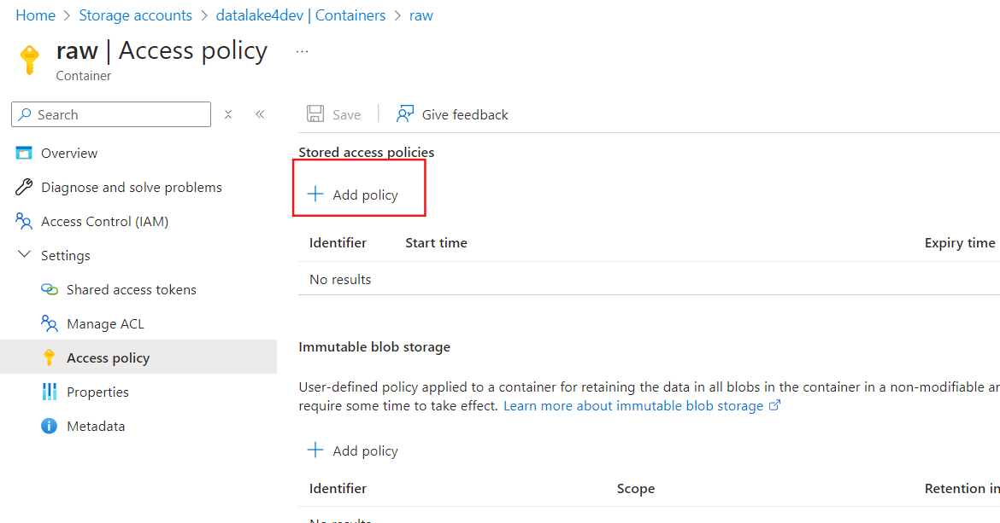 Home > Storage accounts > datalake4dev | Containers > raw
raw | Access policy ...
Container
Search
Save
Give feedback
Overview
Diagnose and solve problems
Access Control (IAM)
Settings
Shared access tokens
Manage ACL
Access policy
Properties
Metadata
Stored access policies
Add policy
Identifier Start time Expiry time
No results
Immutable blob storage
User-defined policy applied to a container for retaining the data in all blobs in the container in a non-modifiable
require some time to take effect. Learn more about immutable blob storage
Add policy
Identifier Scope Retention in
No results